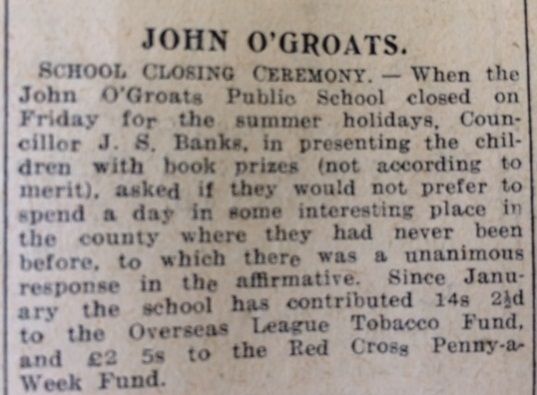 JOHN O'GROATS.
SCHOOL CLOSING CEREMONY. — When the
John O'Groats Public School closed on
Friday for the summer holidays, Coun-
cillor J. S. Banks, in presenting the chil-
dren with book prizes (not according to
merit), asked if they would not prefer to
spend a day in some interesting place in
the county where they had never been
before, to which there was a unanimous
response in the affirmative. Since Janu-
ary the school has contributed 14s 2½d
to the Overseas League Tobacco Fund,
and £2 5s to the Red Cross Penny-a-
Week Fund.